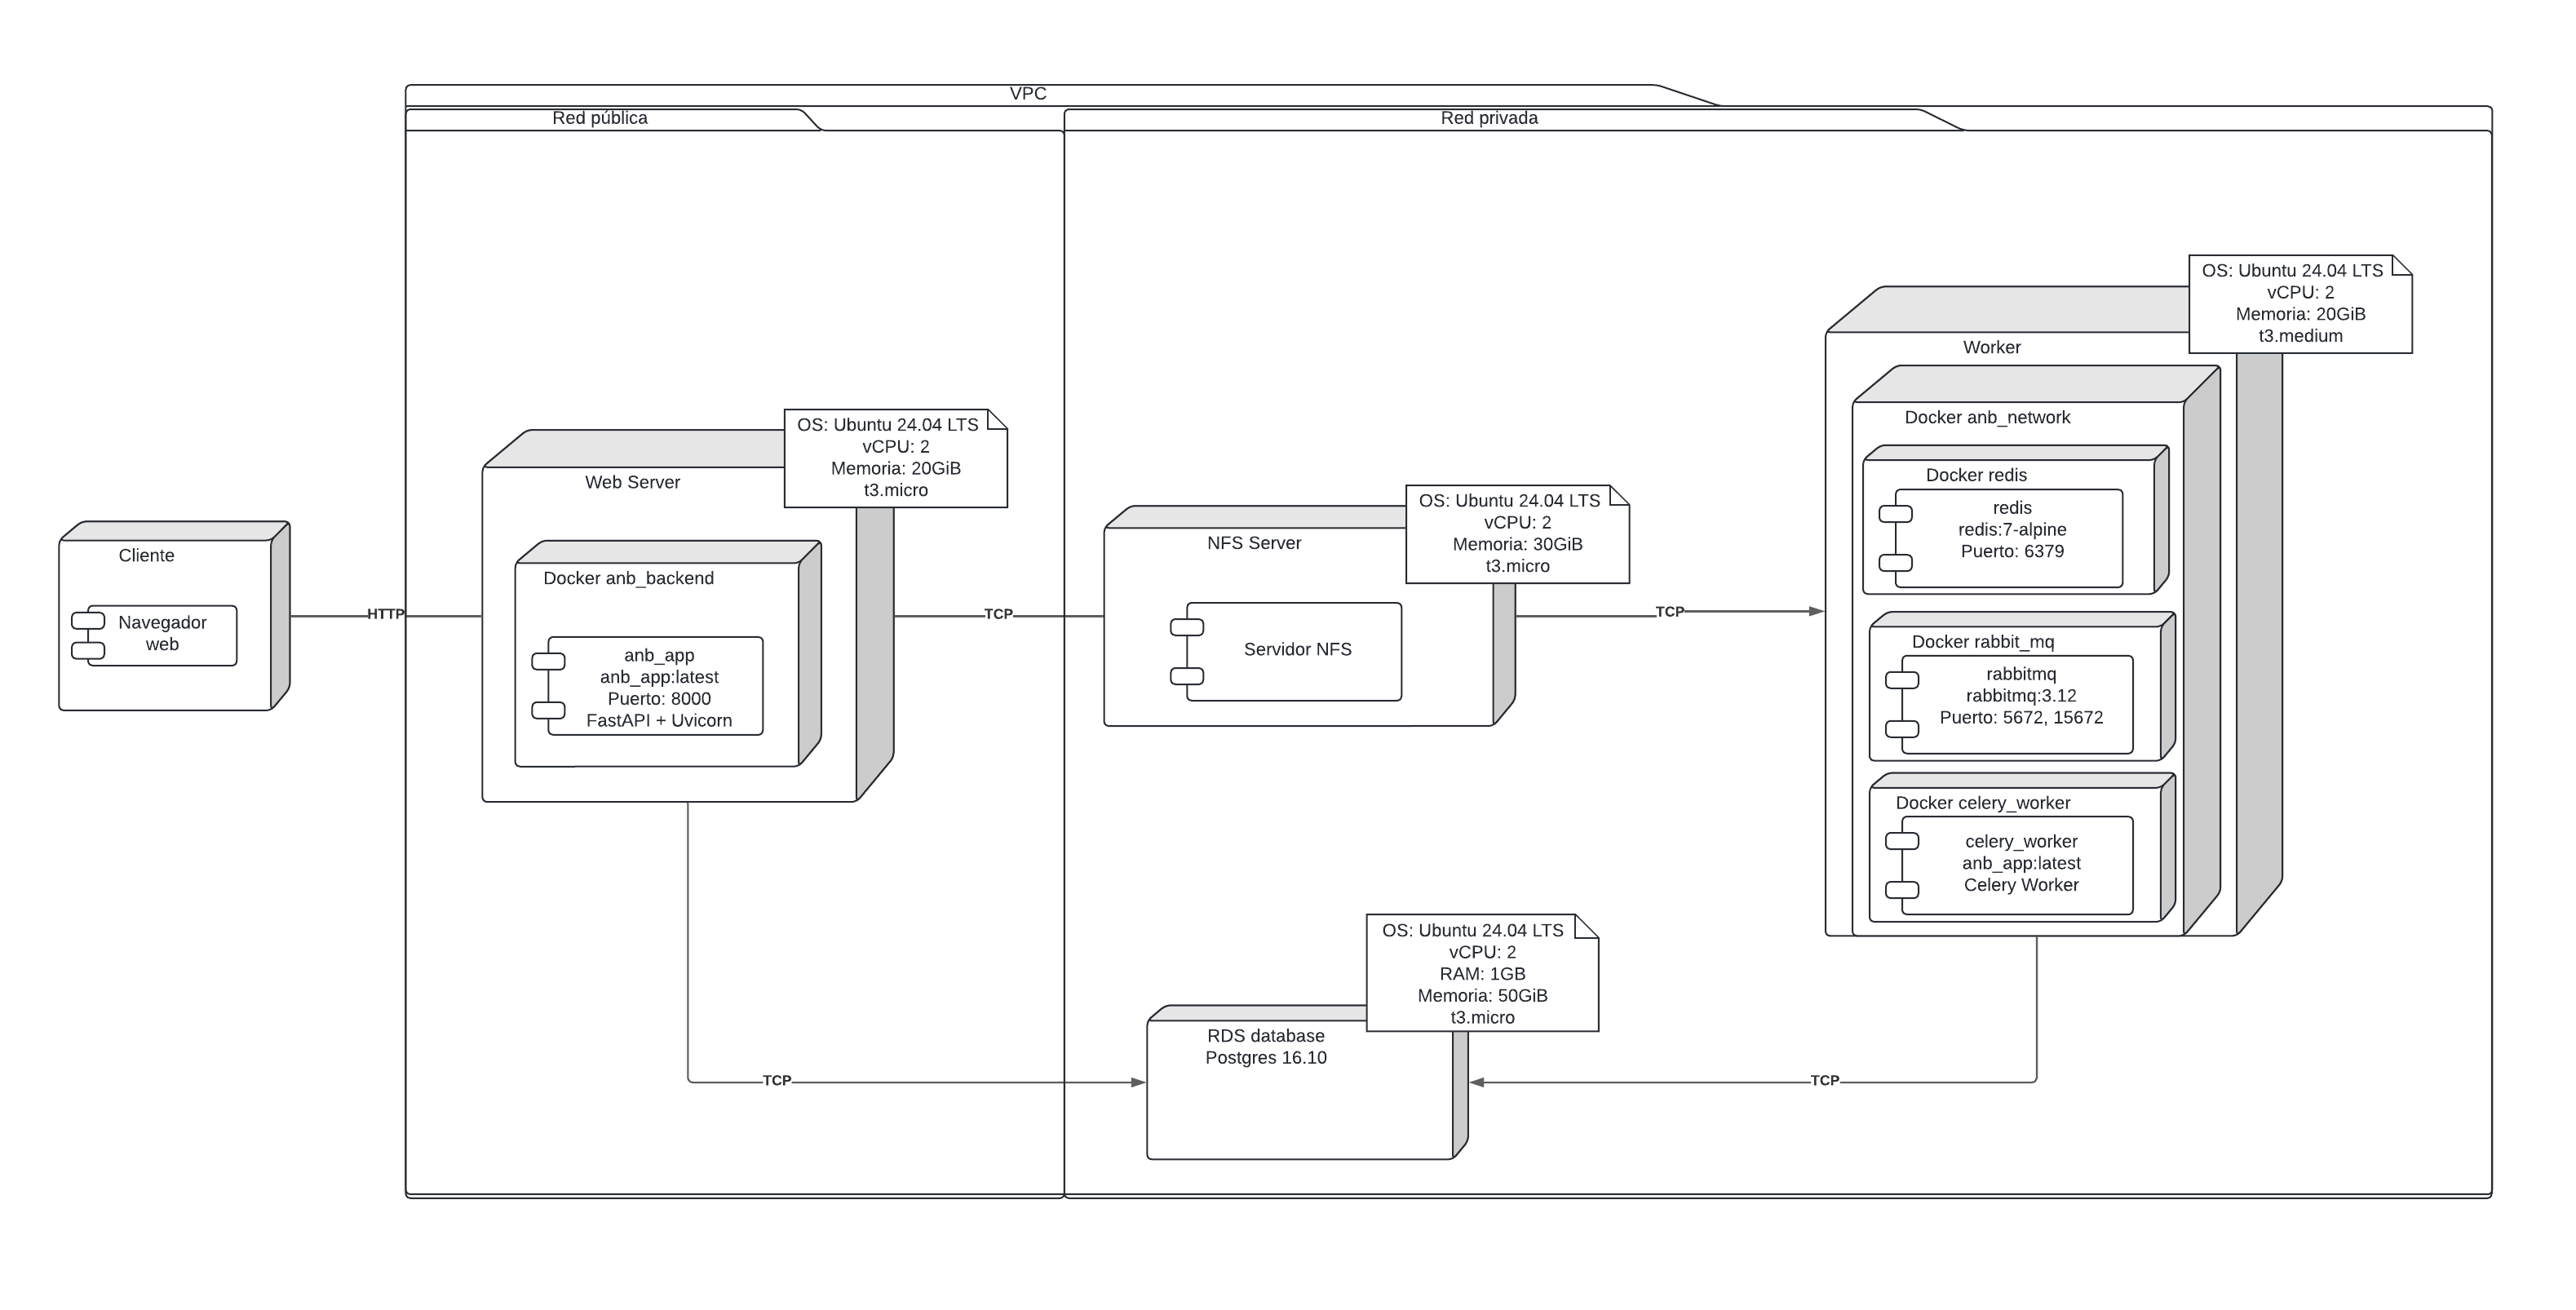 VPC
Red pública
Red privada
Cliente
Navegador
web
HTTP
Web Server
OS: Ubuntu 24.04 LTS
vCPU: 2
Memoria: 20GiB
t3.micro
Docker anb_backend
anb_app
anb_app:latest
Puerto: 8000
FastAPI + Uvicorn
TCP
NFS Server
OS: Ubuntu 24.04 LTS
vCPU: 2
Memoria: 30GiB
t3.micro
Servidor NFS
TCP
Worker
OS: Ubuntu 24.04 LTS
vCPU: 2
Memoria: 20GiB
t3.medium
Docker anb_network
Docker redis
redis
redis:7-alpine
Puerto: 6379
Docker rabbit_mq
rabbitmq
rabbitmq:3.12
Puerto: 5672, 15672
Docker celery_worker
celery_worker
anb_app:latest
Celery Worker
TCP
RDS database
Postgres 16.10
OS: Ubuntu 24.04 LTS
vCPU: 2
RAM: 1GB
Memoria: 50GiB
t3.micro
TCP